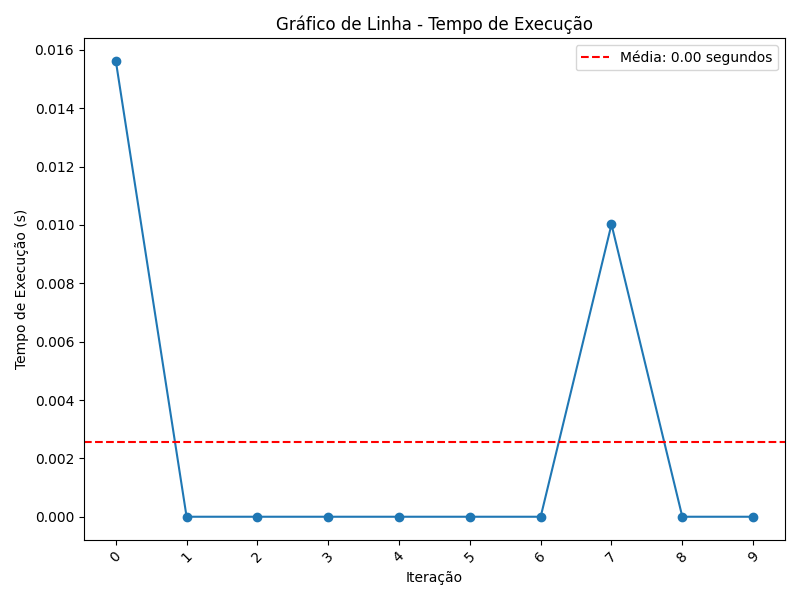 Gráfico de Linha - Tempo de Execução
Média: 0.00 segundos
0.016
0.014
0.012
0.010
0.008
0.006
0.004
0.002
0.000
Tempo de Execução (s)
0 1 2 3 4 5 6 7 8 9
Iteração